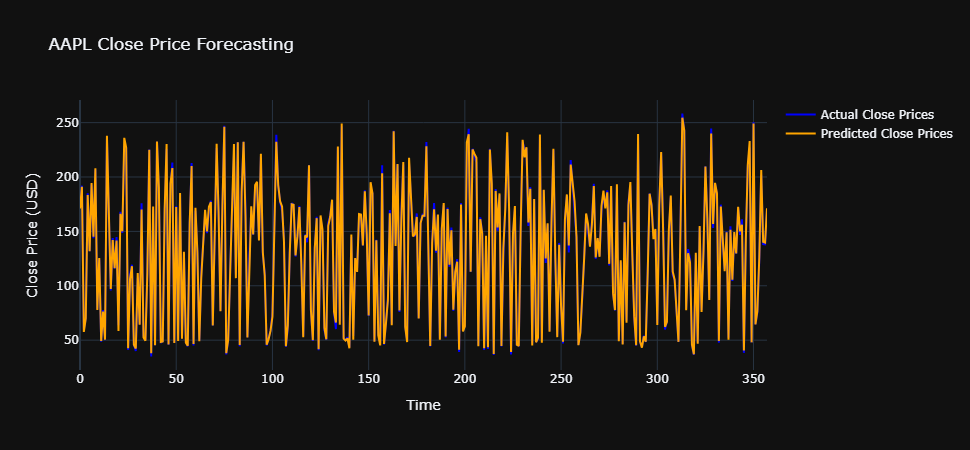 AAPL Close Price Forecasting
Actual Close Prices
Predicted Close Prices
Close Price (USD)
250
200
150
100
50
0 50 100 150 200 250 300 350
Time